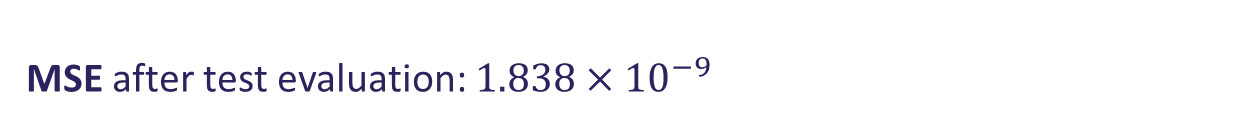 MSE after test evaluation: 1.838 × 10⁻⁹